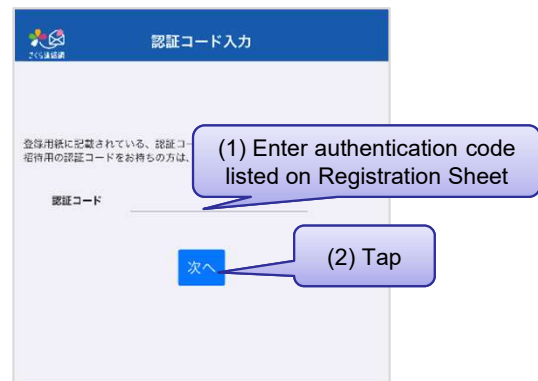 さくら連絡網
認証コード入力
登録用紙に記載されている、認証コー
招待用の認証コードをお持ちの方は、
(1) Enter authentication code
listed on Registration Sheet
認証コード
次へ
(2) Tap